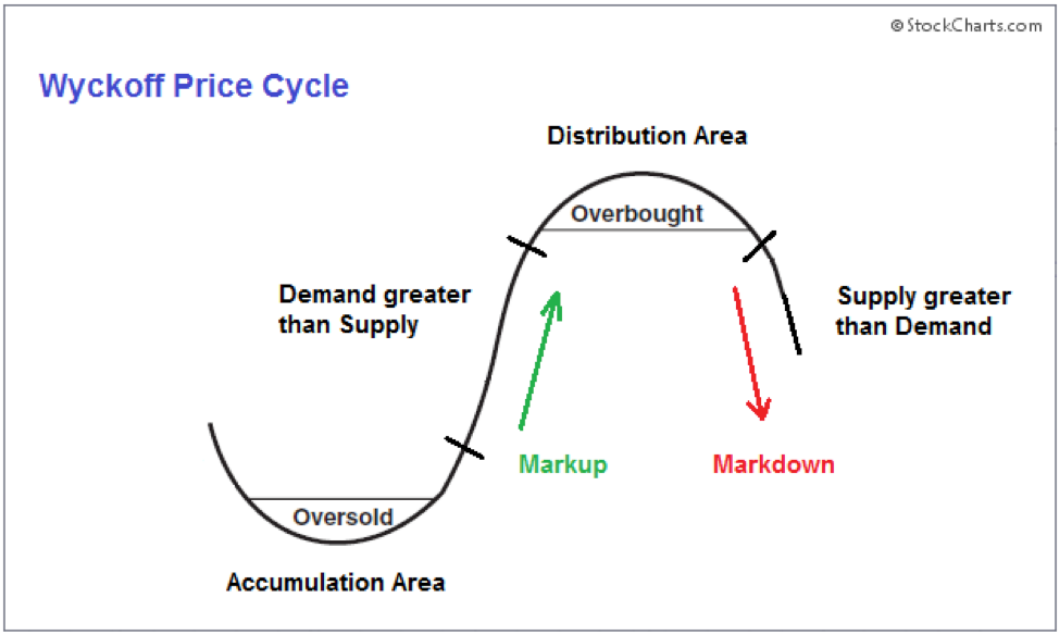 © StockCharts.com
Wyckoff Price Cycle
Distribution Area
Overbought
Demand greater
than Supply
Supply greater
than Demand
Markup
Markdown
Oversold
Accumulation Area